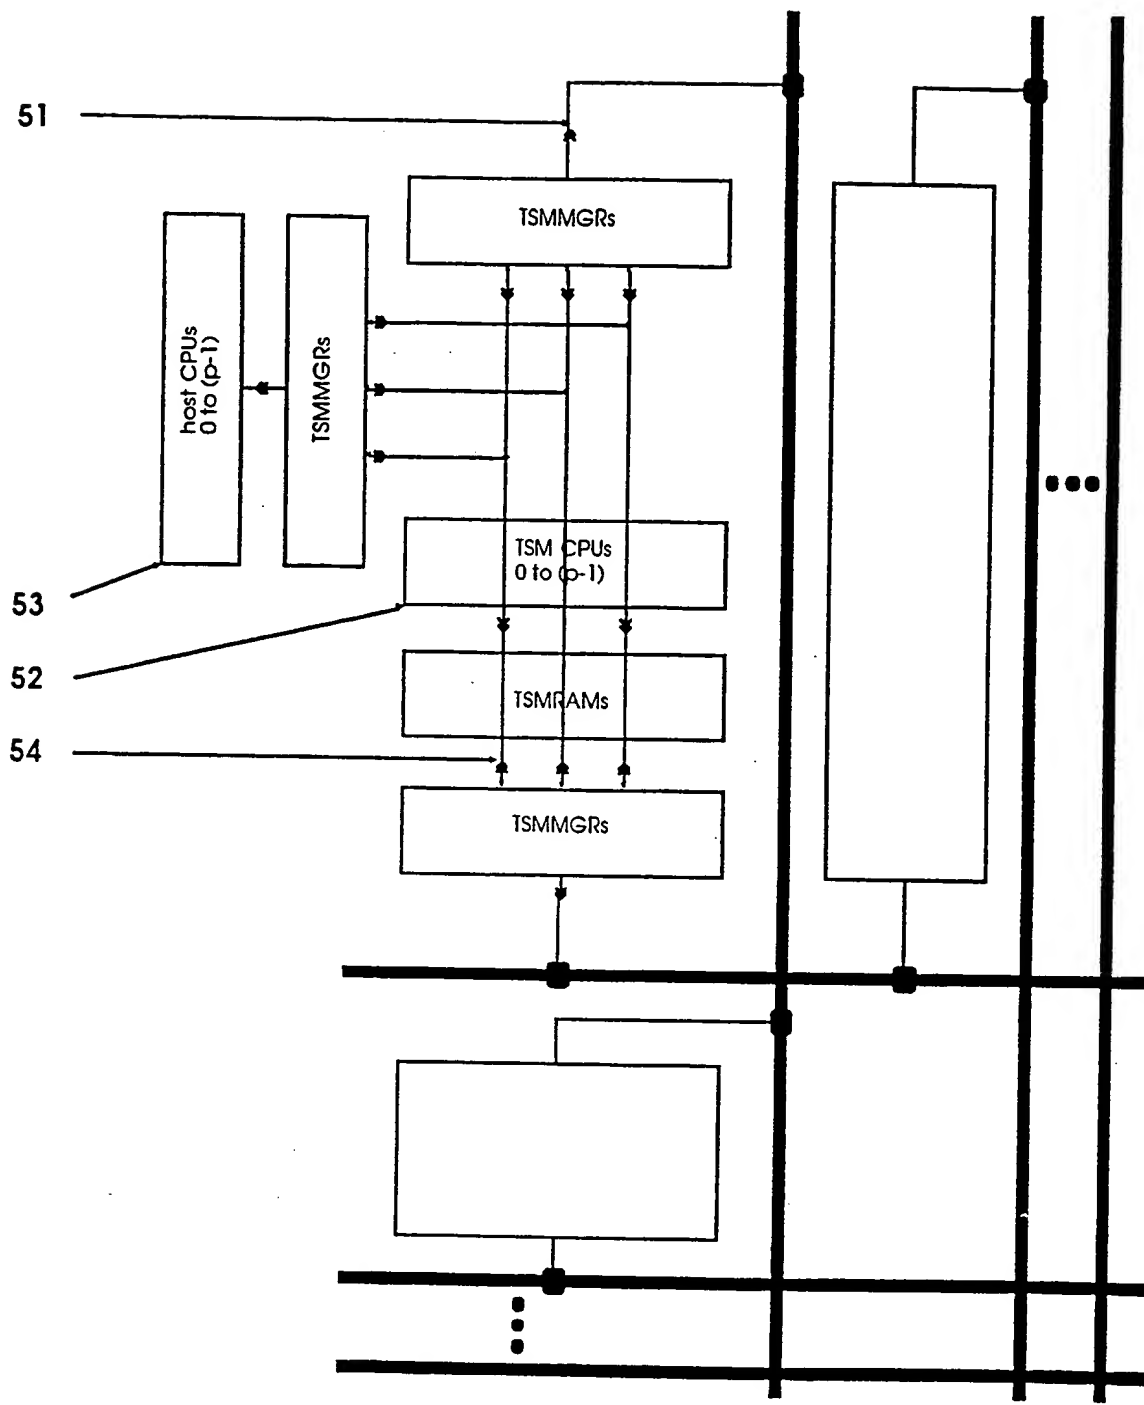 51
TSMMGRs
host CPUs
0 to (p-1)
TSMMGRs
TSM CPUs
0 to (p-1)
53
52
TSMRAMs
54
TSMMGRs